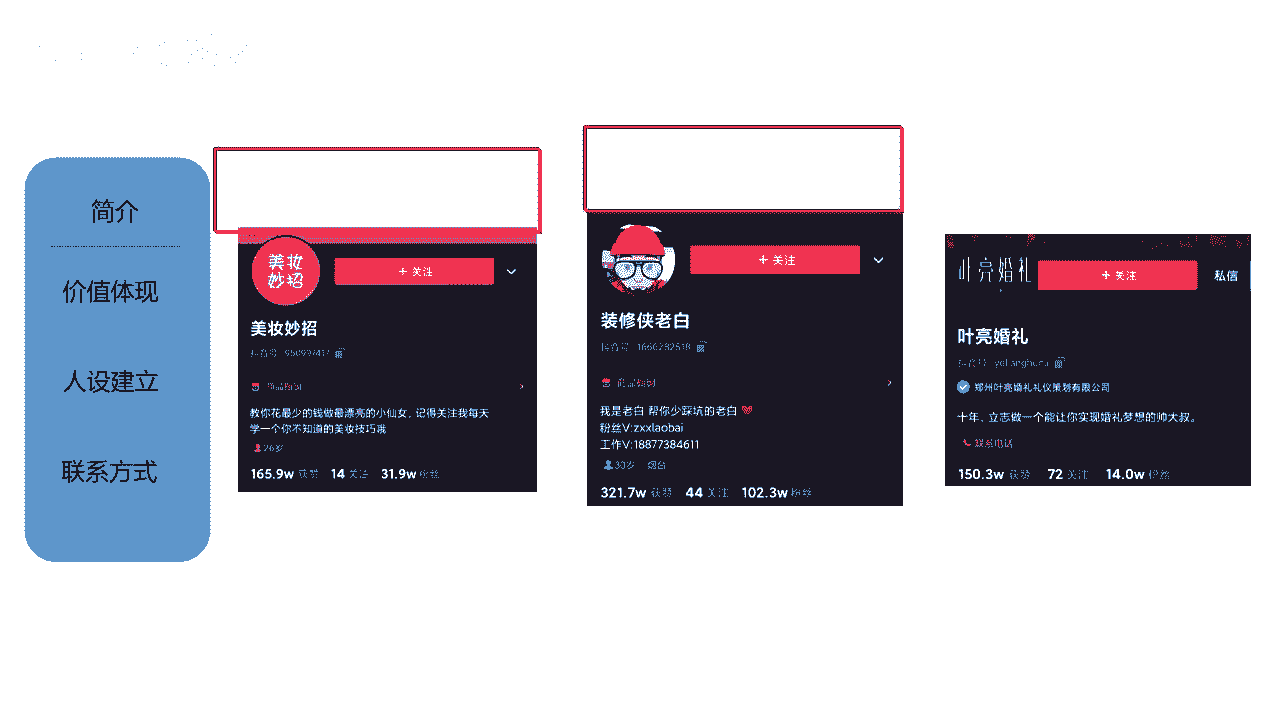 简介
价值体现
人设建立
联系方式
美妆
妙招
+ 关注
美妆妙招
抖音号: 950997417
商品橱窗
教你花最少的钱做最漂亮的小仙女，记得关注我每天
学一个你不知道的美妆技巧哦
26岁
165.9w 获赞 14 关注 31.9w 粉丝
+ 关注
装修侠老白
抖音号: 1666282518
商品橱窗
我是老白 帮你少踩坑的老白
粉丝V:zxxlaobai
工作V:18877384611
30岁 烟台
321.7w 获赞 44 关注 102.3w 粉丝
叶亮婚礼
+ 关注
私信
叶亮婚礼
抖音号:
郑州叶亮婚礼礼仪策划有限公司
十年、立志做一个能让你实现婚礼梦想的帅大叔。
联系电话
150.3w 获赞 72 关注 14.0w 粉丝